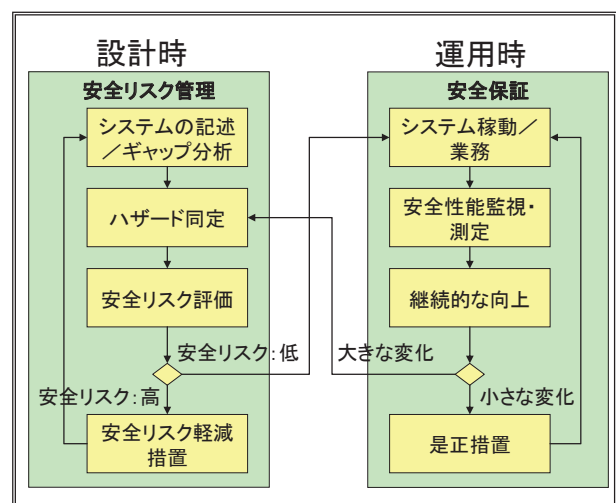 設計時
安全リスク管理
システムの記述
／ギャップ分析
ハザード同定
安全リスク評価
安全リスク：低
安全リスク：高
安全リスク軽減
措置
運用時
安全保証
システム稼動／
業務
安全性能監視・
測定
継続的な向上
大きな変化
小さな変化
是正措置